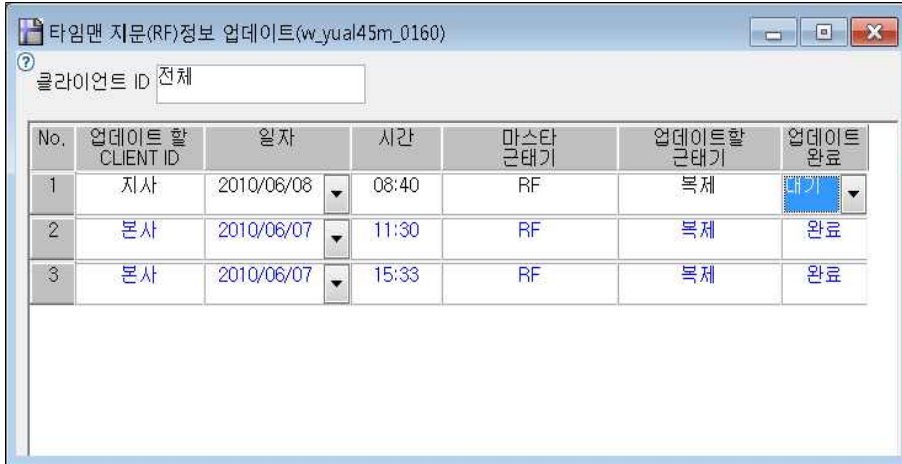 타임맨 지문(RF)정보 업데이트(w_yual45m_0160)
클라이언트 ID 전체
No. 업데이트 할 CLIENT ID 일자 시간 마스타 근태기 업데이트할 근태기 업데이트 완료
1 지사 2010/06/08 08:40 RF 복제 대기
2 본사 2010/06/07 11:30 RF 복제 완료
3 본사 2010/06/07 15:33 RF 복제 완료